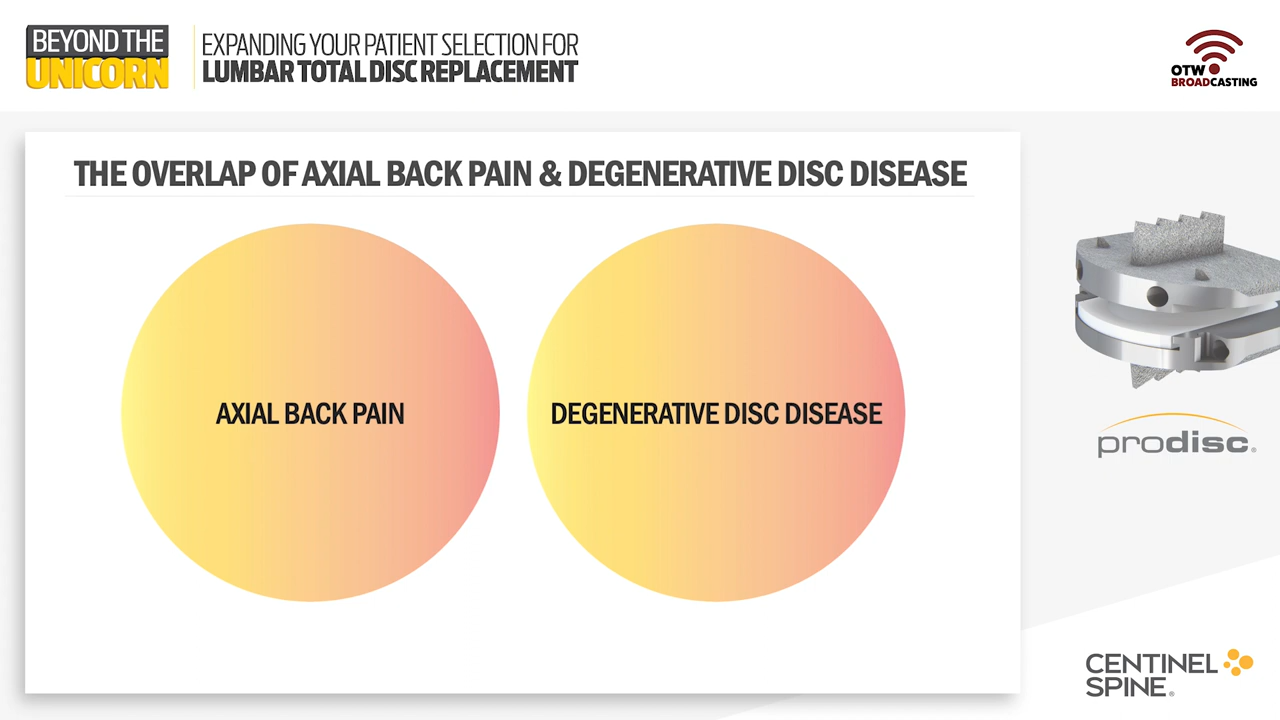 BEYOND THE
UNICORN
EXPANDING YOUR PATIENT SELECTION FOR
LUMBAR TOTAL DISC REPLACEMENT
OTW
BROADCASTING
THE OVERLAP OF AXIAL BACK PAIN & DEGENERATIVE DISC DISEASE
AXIAL BACK PAIN
DEGENERATIVE DISC DISEASE
prodisc®
CENTINEL
SPINE®